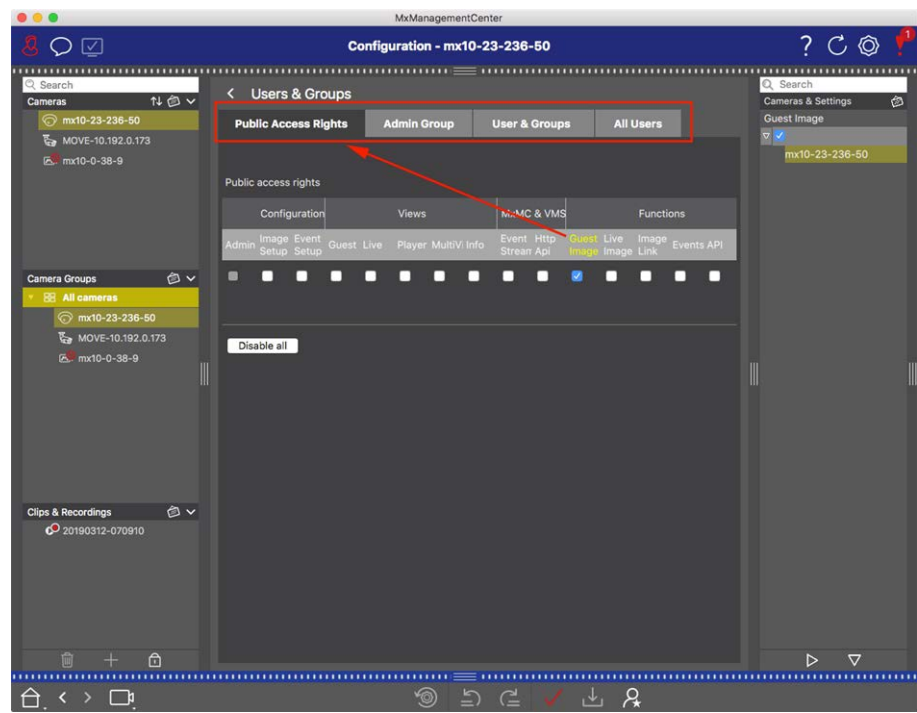 MxManagementCenter
Configuration - mx10-23-236-50
? 1
Search
Cameras
mx10-23-236-50
MOVE-10.192.0.173
mx10-0-38-9
Camera Groups
All cameras
mx10-23-236-50
MOVE-10.192.0.173
mx10-0-38-9
Clips & Recordings
20190312-070910
Users & Groups
Public Access Rights Admin Group User & Groups All Users
Public access rights
Configuration Views MxMC & VMS Functions
Admin Image Setup Event Setup Guest Live Player MultiVi Info Event Stream Http Api Guest Image Live Image Image Link Events API
Disable all
Search
Cameras & Settings
Guest Image
mx10-23-236-50